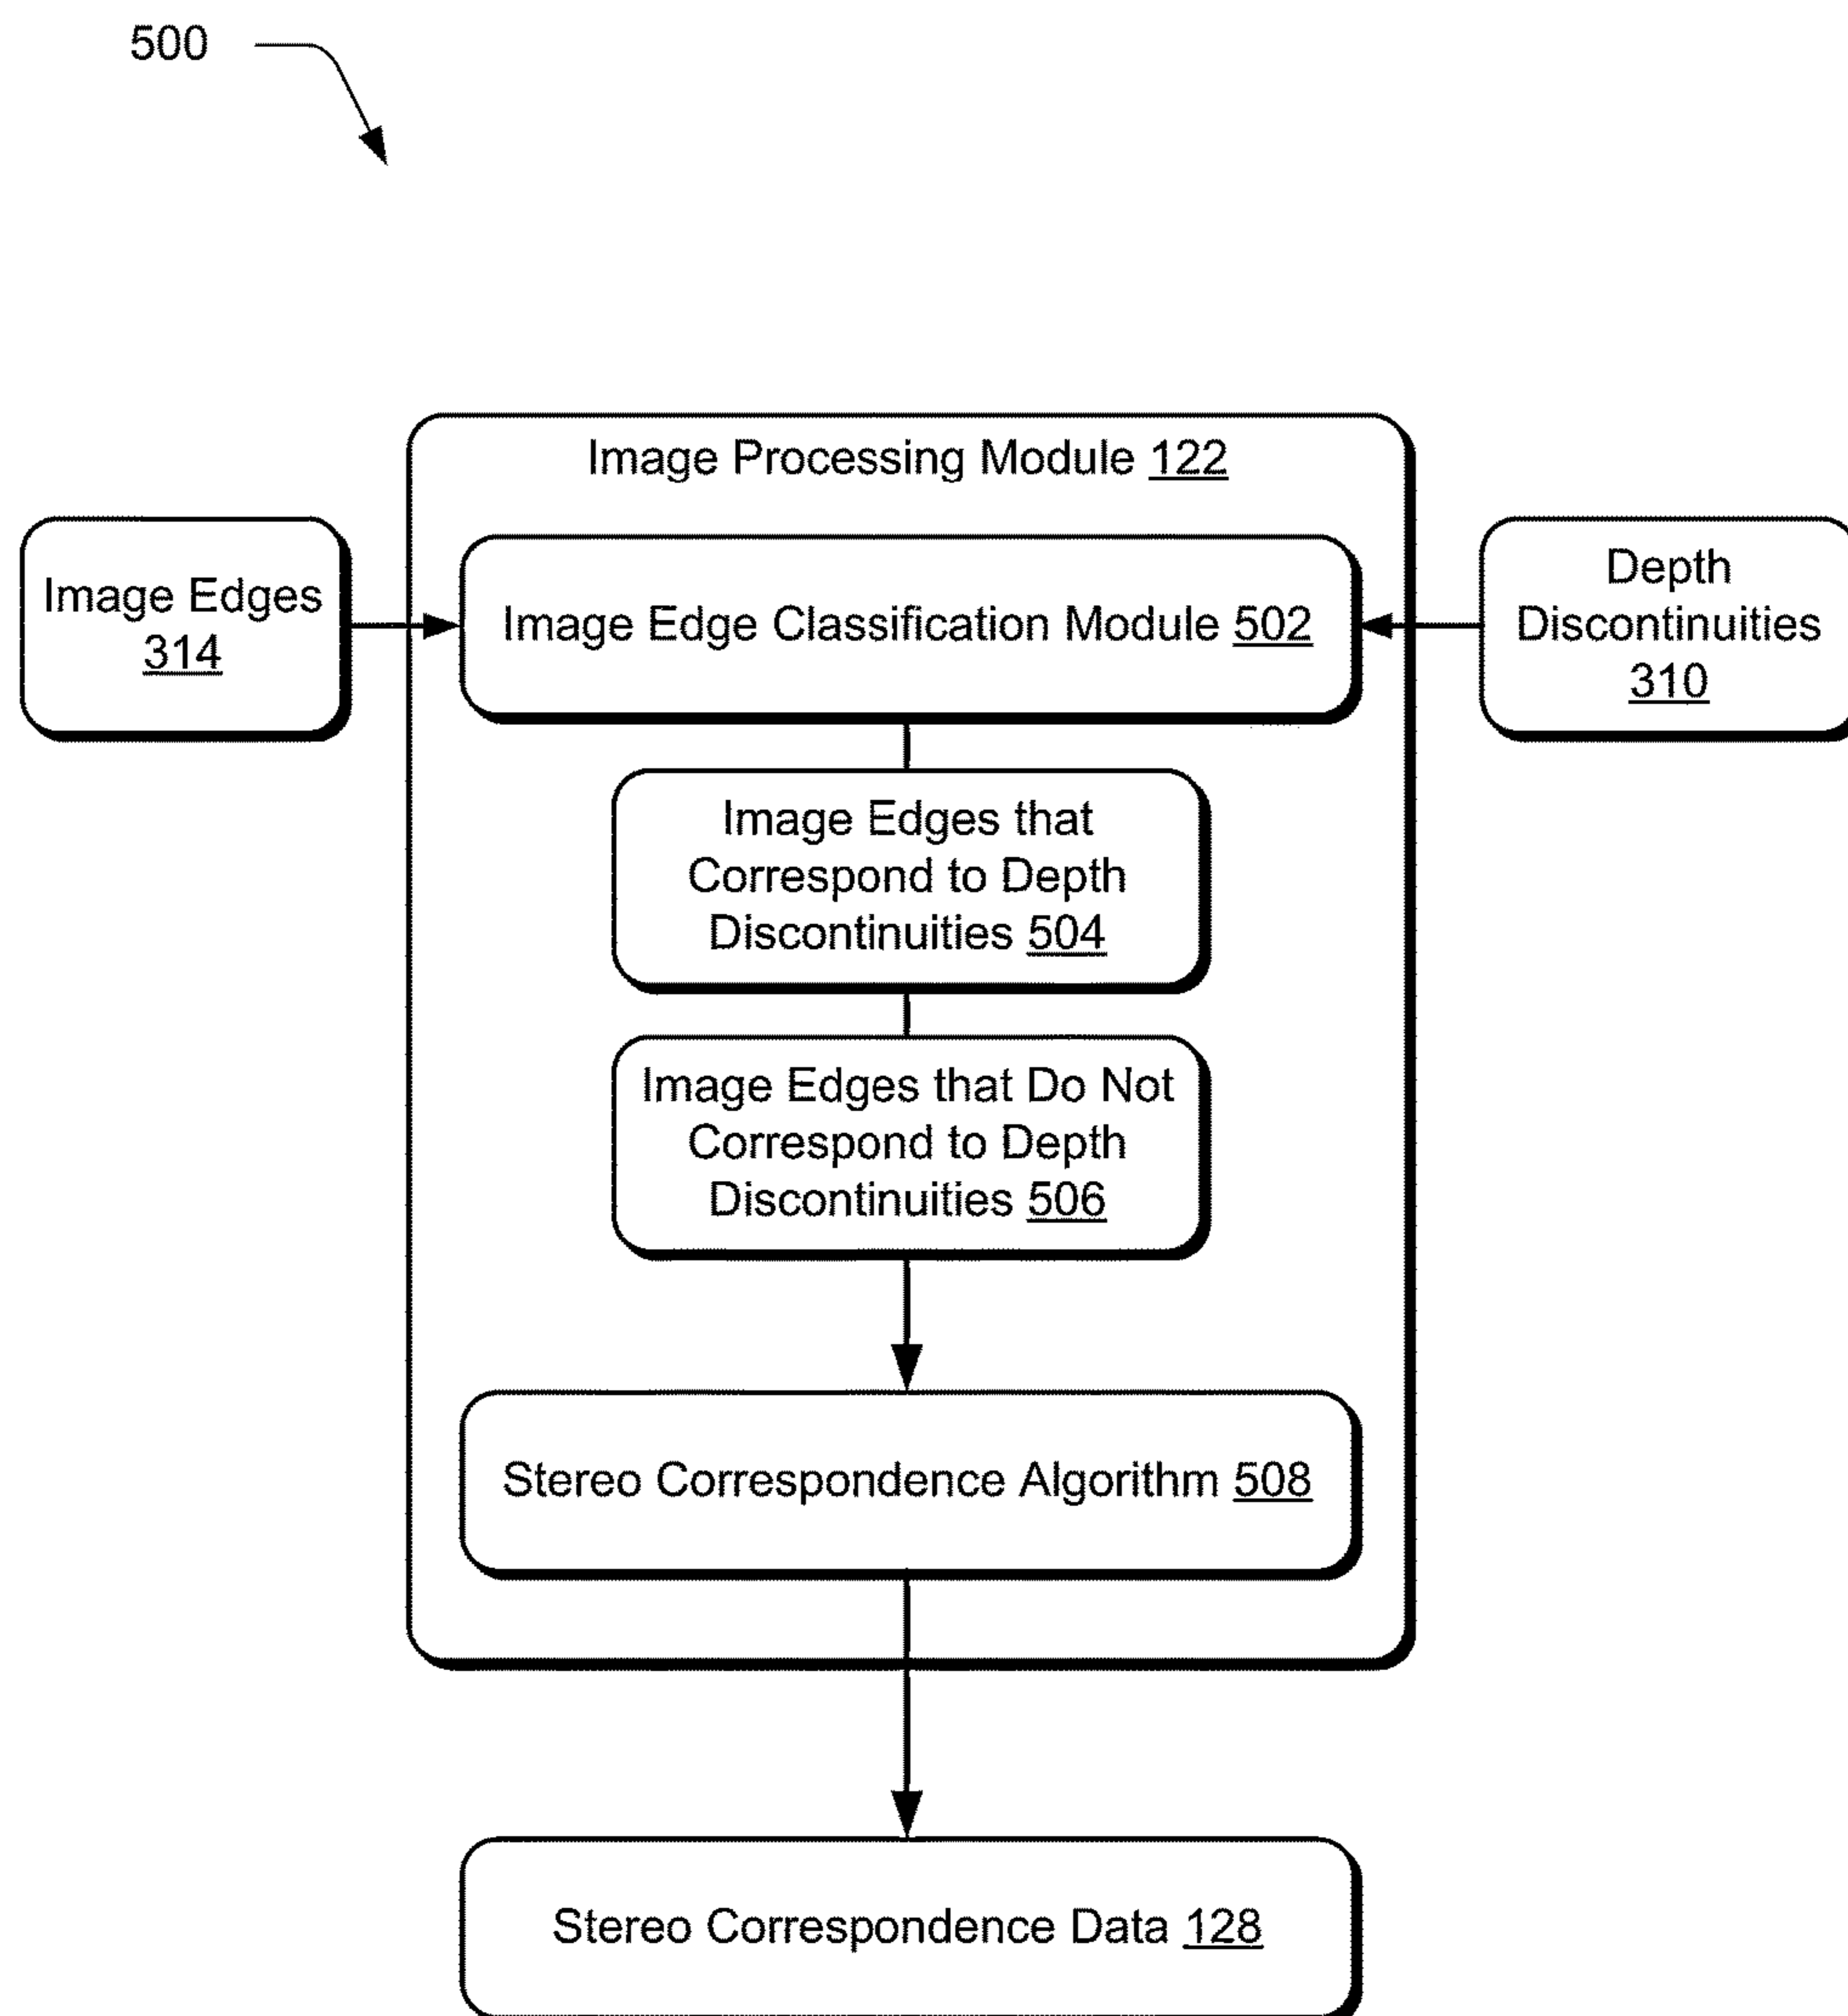 500
Image Processing Module 122
Image Edges
314
Image Edge Classification Module 502
Depth
Discontinuities
310
Image Edges that
Correspond to Depth
Discontinuities 504
Image Edges that Do Not
Correspond to Depth
Discontinuities 506
Stereo Correspondence Algorithm 508
Stereo Correspondence Data 128